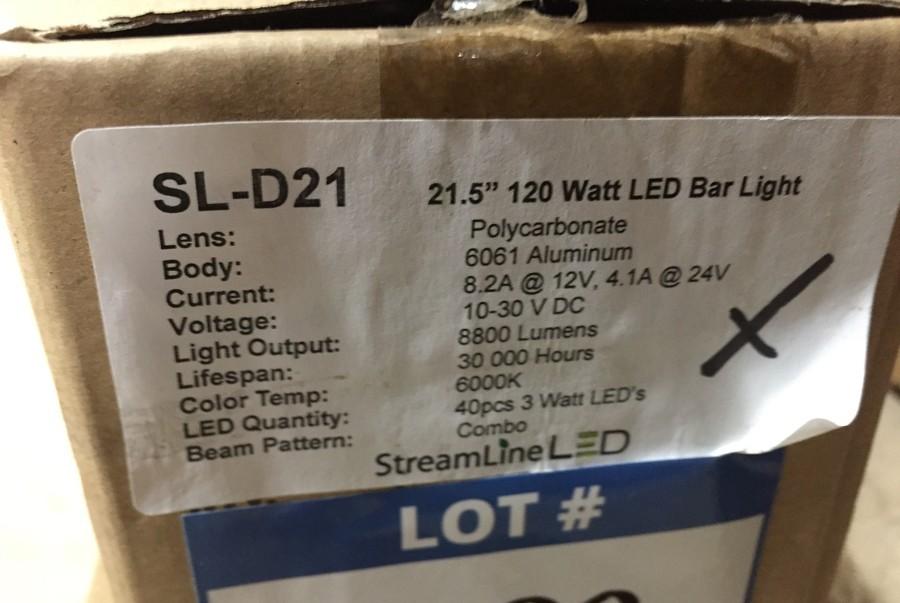 SL-D21 21.5” 120 Watt LED Bar Light
Lens: Polycarbonate
Body: 6061 Aluminum
Current: 8.2A @ 12V, 4.1A @ 24V
Voltage: 10-30 V DC
Light Output: 8800 Lumens
Lifespan: 30 000 Hours
Color Temp: 6000K
LED Quantity: 40pcs 3 Watt LED's
Beam Pattern: Combo
StreamLine LED
LOT #